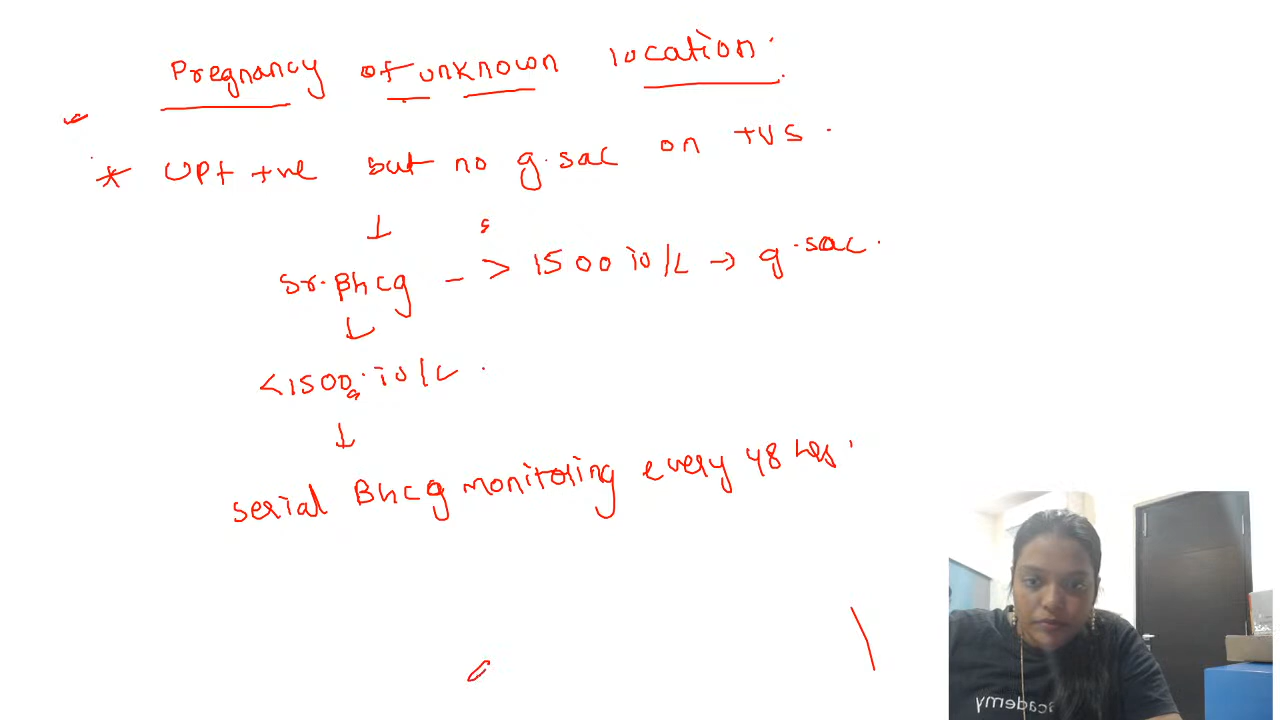 Pregnancy of unknown location.
* UPt +ve but no g.sac on TVS.
Sr.Bhcg - > 1500 iu/L → g.sac.
<1500 iu/L.
serial Bhcg monitoring every 48 hrs.
academy